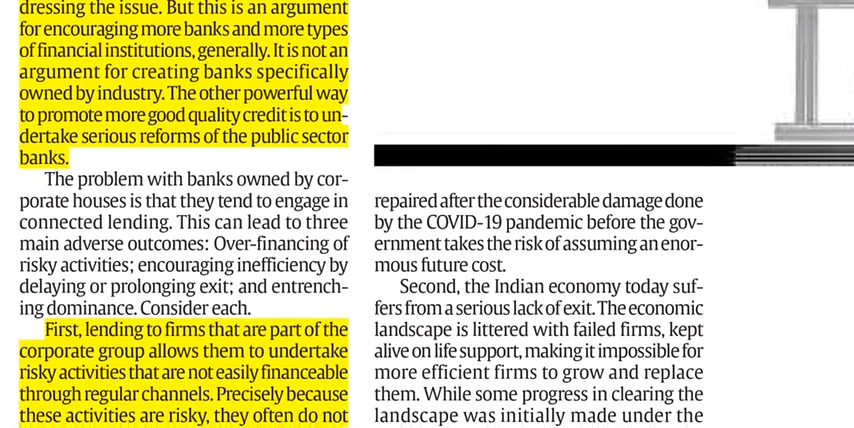 dressing the issue. But this is an argument
for encouraging more banks and more types
of financial institutions, generally. It is not an
argument for creating banks specifically
owned by industry. The other powerful way
to promote more good quality credit is to un-
dertake serious reforms of the public sector
banks.
The problem with banks owned by cor-
porate houses is that they tend to engage in
connected lending. This can lead to three
main adverse outcomes: Over-financing of
risky activities; encouraging inefficiency by
delaying or prolonging exit; and entrench-
ing dominance. Consider each.
First, lending to firms that are part of the
corporate group allows them to undertake
risky activities that are not easily financeable
through regular channels. Precisely because
these activities are risky, they often do not
repaired after the considerable damage done
by the COVID-19 pandemic before the gov-
ernment takes the risk of assuming an enor-
mous future cost.
Second, the Indian economy today suf-
fers from a serious lack of exit. The economic
landscape is littered with failed firms, kept
alive on life support, making it impossible for
more efficient firms to grow and replace
them. While some progress in clearing the
landscape was initially made under the